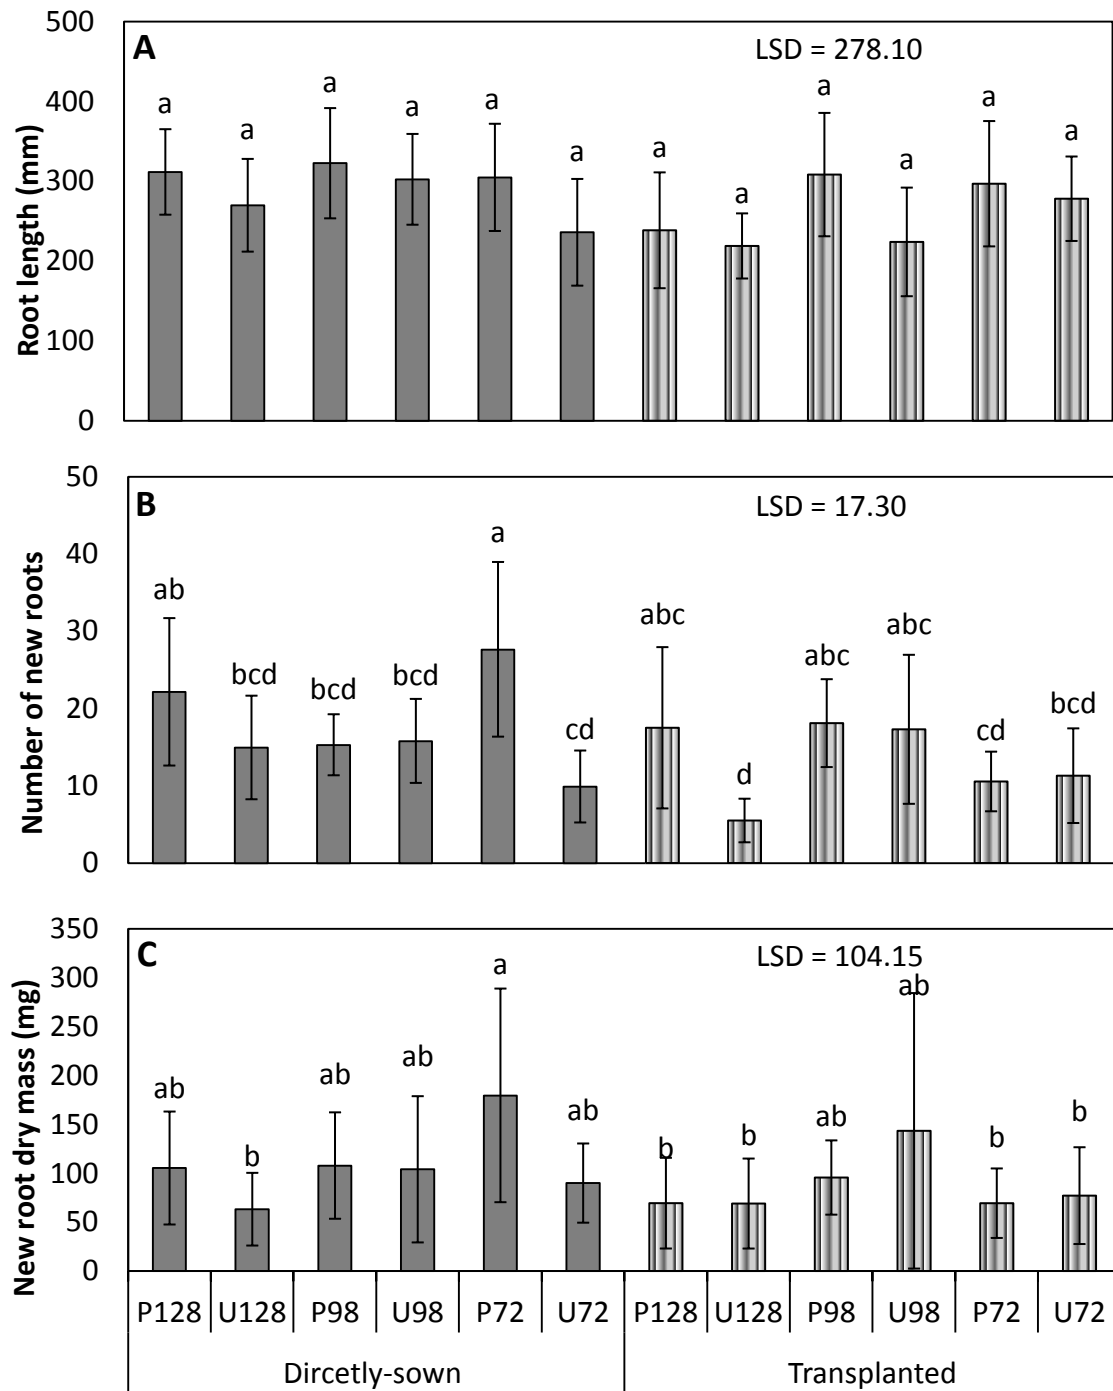 500
400
300
200
100
0
Root length (mm)
A
LSD = 278.10
a a a a a a a a a a a a
50
40
30
20
10
0
Number of new roots
B
LSD = 17.30
ab bcd bcd bcd a cd abc d abc abc cd bcd
350
300
250
200
150
100
50
0
New root dry mass (mg)
C
LSD = 104.15
ab b ab ab a ab b b ab ab b b
P128 U128 P98 U98 P72 U72 P128 U128 P98 U98 P72 U72
Dircetly-sown Transplanted